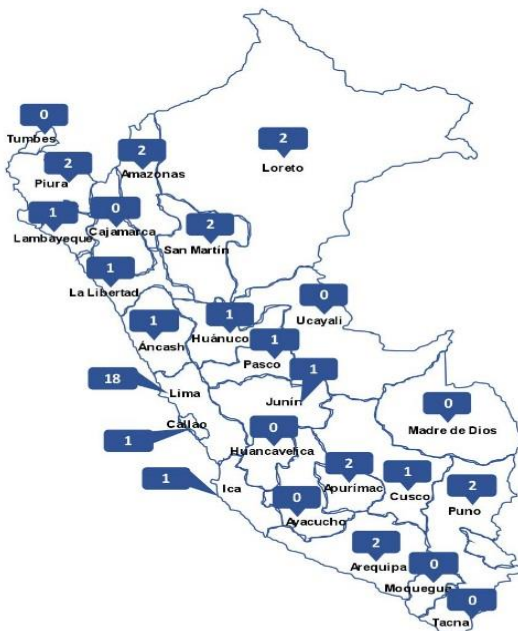 0
Tumbes
2
Piura
2
Amazonas
2
Loreto
1
Lambayeque
0
Cajamarca
2
San Martín
1
La Libertad
0
Ucayali
1
Áncash
1
Huánuco
1
Pasco
18
Lima
1
Junín
1
Callao
0
Huancavelica
0
Madre de Dios
1
Ica
2
Apurímac
1
Cusco
2
Puno
0
Ayacucho
2
Arequipa
0
Moquegua
0
Tacna